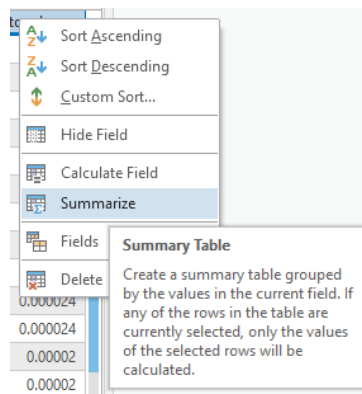 Sort Ascending
Sort Descending
Custom Sort...
Hide Field
Calculate Field
Summarize
Fields
Delete
Summary Table
Create a summary table grouped
by the values in the current field. If
any of the rows in the table are
currently selected, only the values
of the selected rows will be
calculated.
0.000024
0.000024
0.00002
0.00002